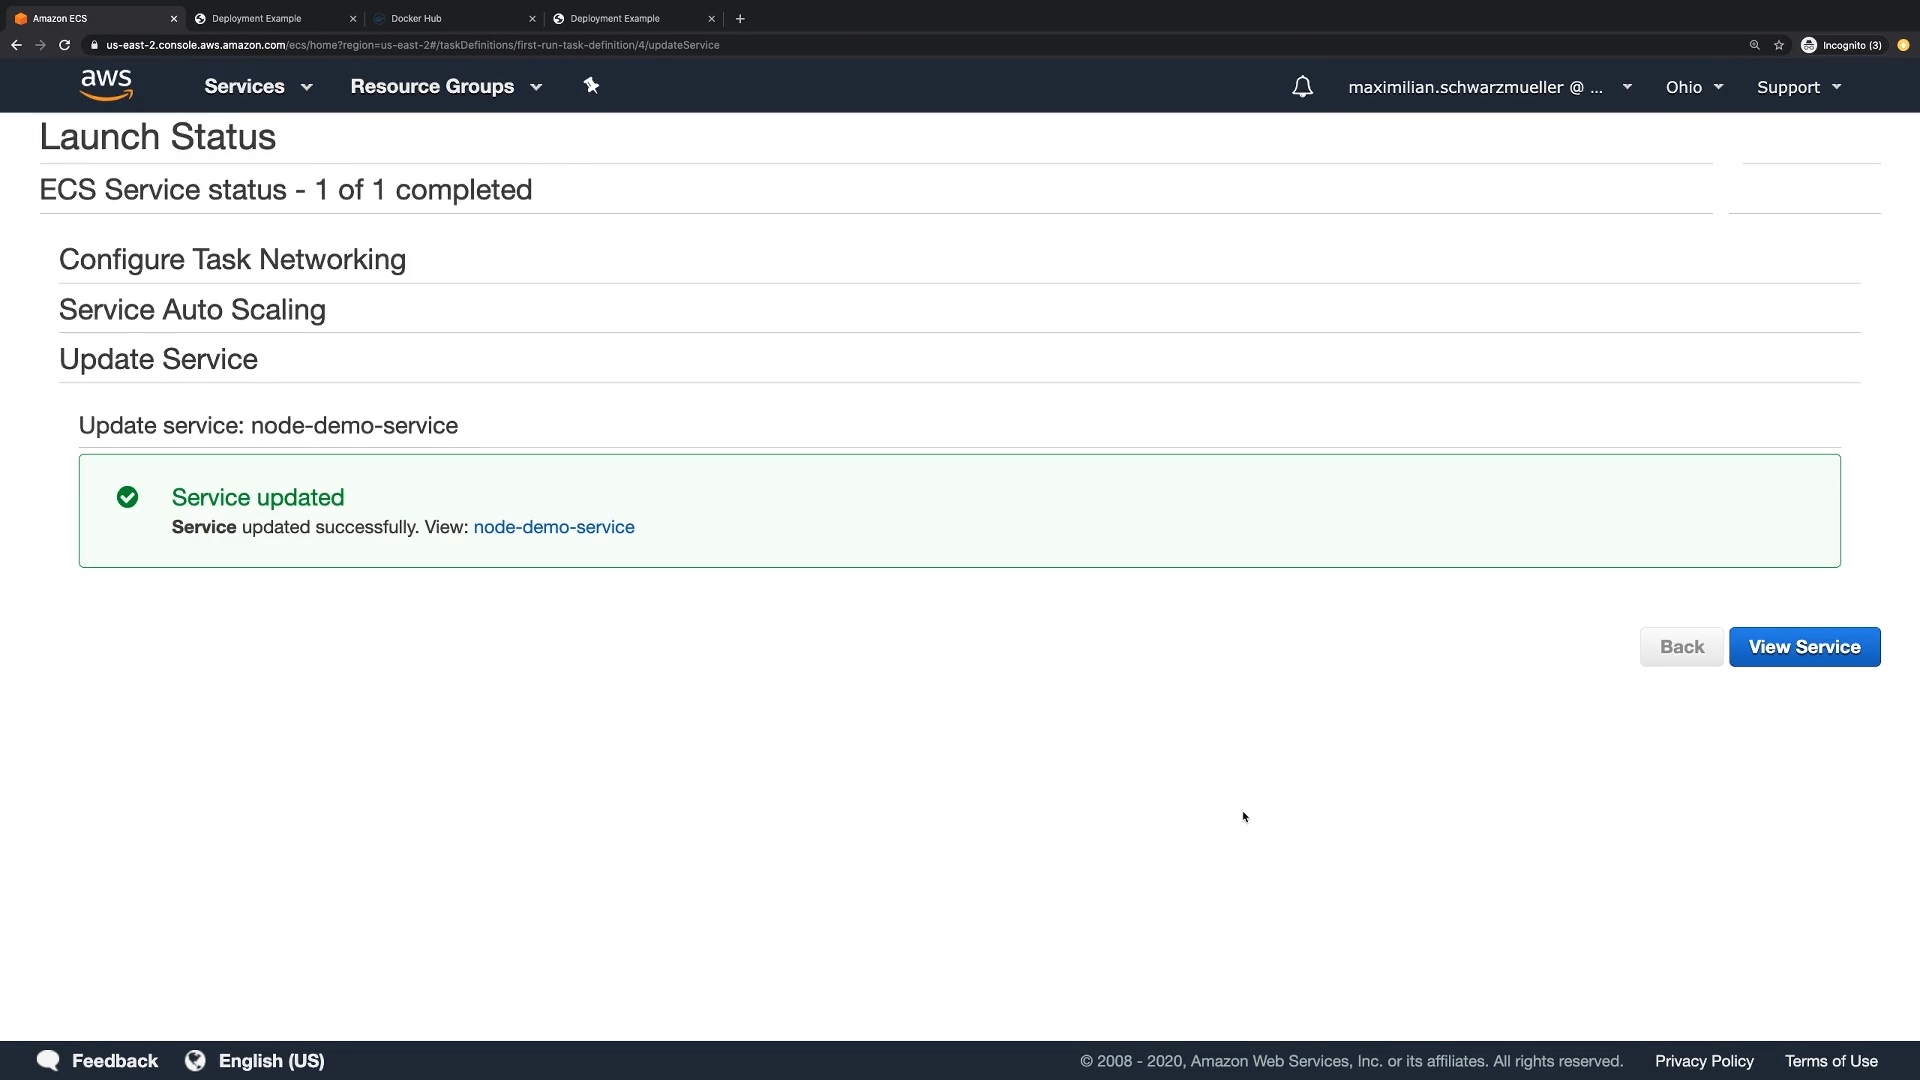 Amazon ECS
Deployment Example
Docker Hub
Deployment Example
us-east-2.console.aws.amazon.com/ecs/home?region=us-east-2#/taskDefinitions/first-run-task-definition/4/updateService
Incognito (3)
aws
Services
Resource Groups
maximilian.schwarzmueller @ ...
Ohio
Support
Launch Status
ECS Service status - 1 of 1 completed
Configure Task Networking
Service Auto Scaling
Update Service
Update service: node-demo-service
Service updated
Service updated successfully. View: node-demo-service
Back
View Service
Feedback
English (US)
© 2008 - 2020, Amazon Web Services, Inc. or its affiliates. All rights reserved.
Privacy Policy
Terms of Use